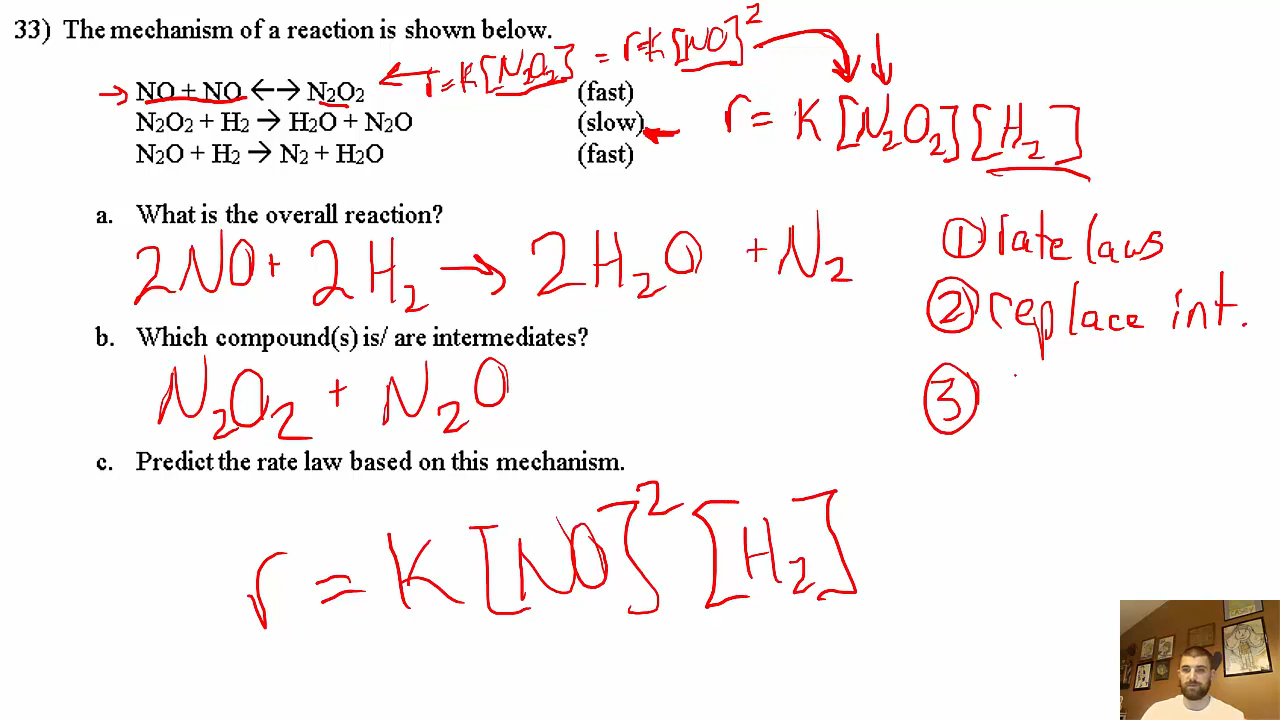 33) The mechanism of a reaction is shown below.
r=K[N₂O₂] = r=K[NO]²
NO + NO ←→ N₂O₂ (fast)
N₂O₂ + H₂ → H₂O + N₂O (slow)
r = K[N₂O₂][H₂]
N₂O + H₂ → N₂ + H₂O (fast)
a. What is the overall reaction?
2NO + 2H₂ → 2H₂O + N₂
① rate laws
② replace int.
③
b. Which compound(s) is/ are intermediates?
N₂O₂ + N₂O
c. Predict the rate law based on this mechanism.
r = K[NO]²[H₂]